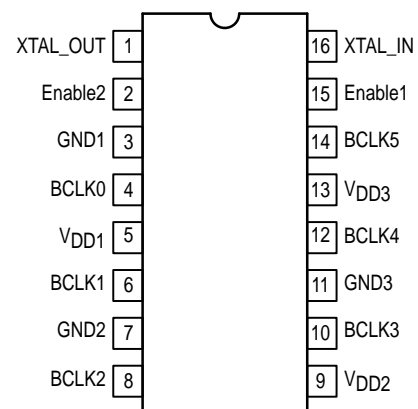 XTAL_OUT 1 16 XTAL_IN
Enable2 2 15 Enable1
GND1 3 14 BCLK5
BCLK0 4 13 VDD3
VDD1 5 12 BCLK4
BCLK1 6 11 GND3
GND2 7 10 BCLK3
BCLK2 8 9 VDD2